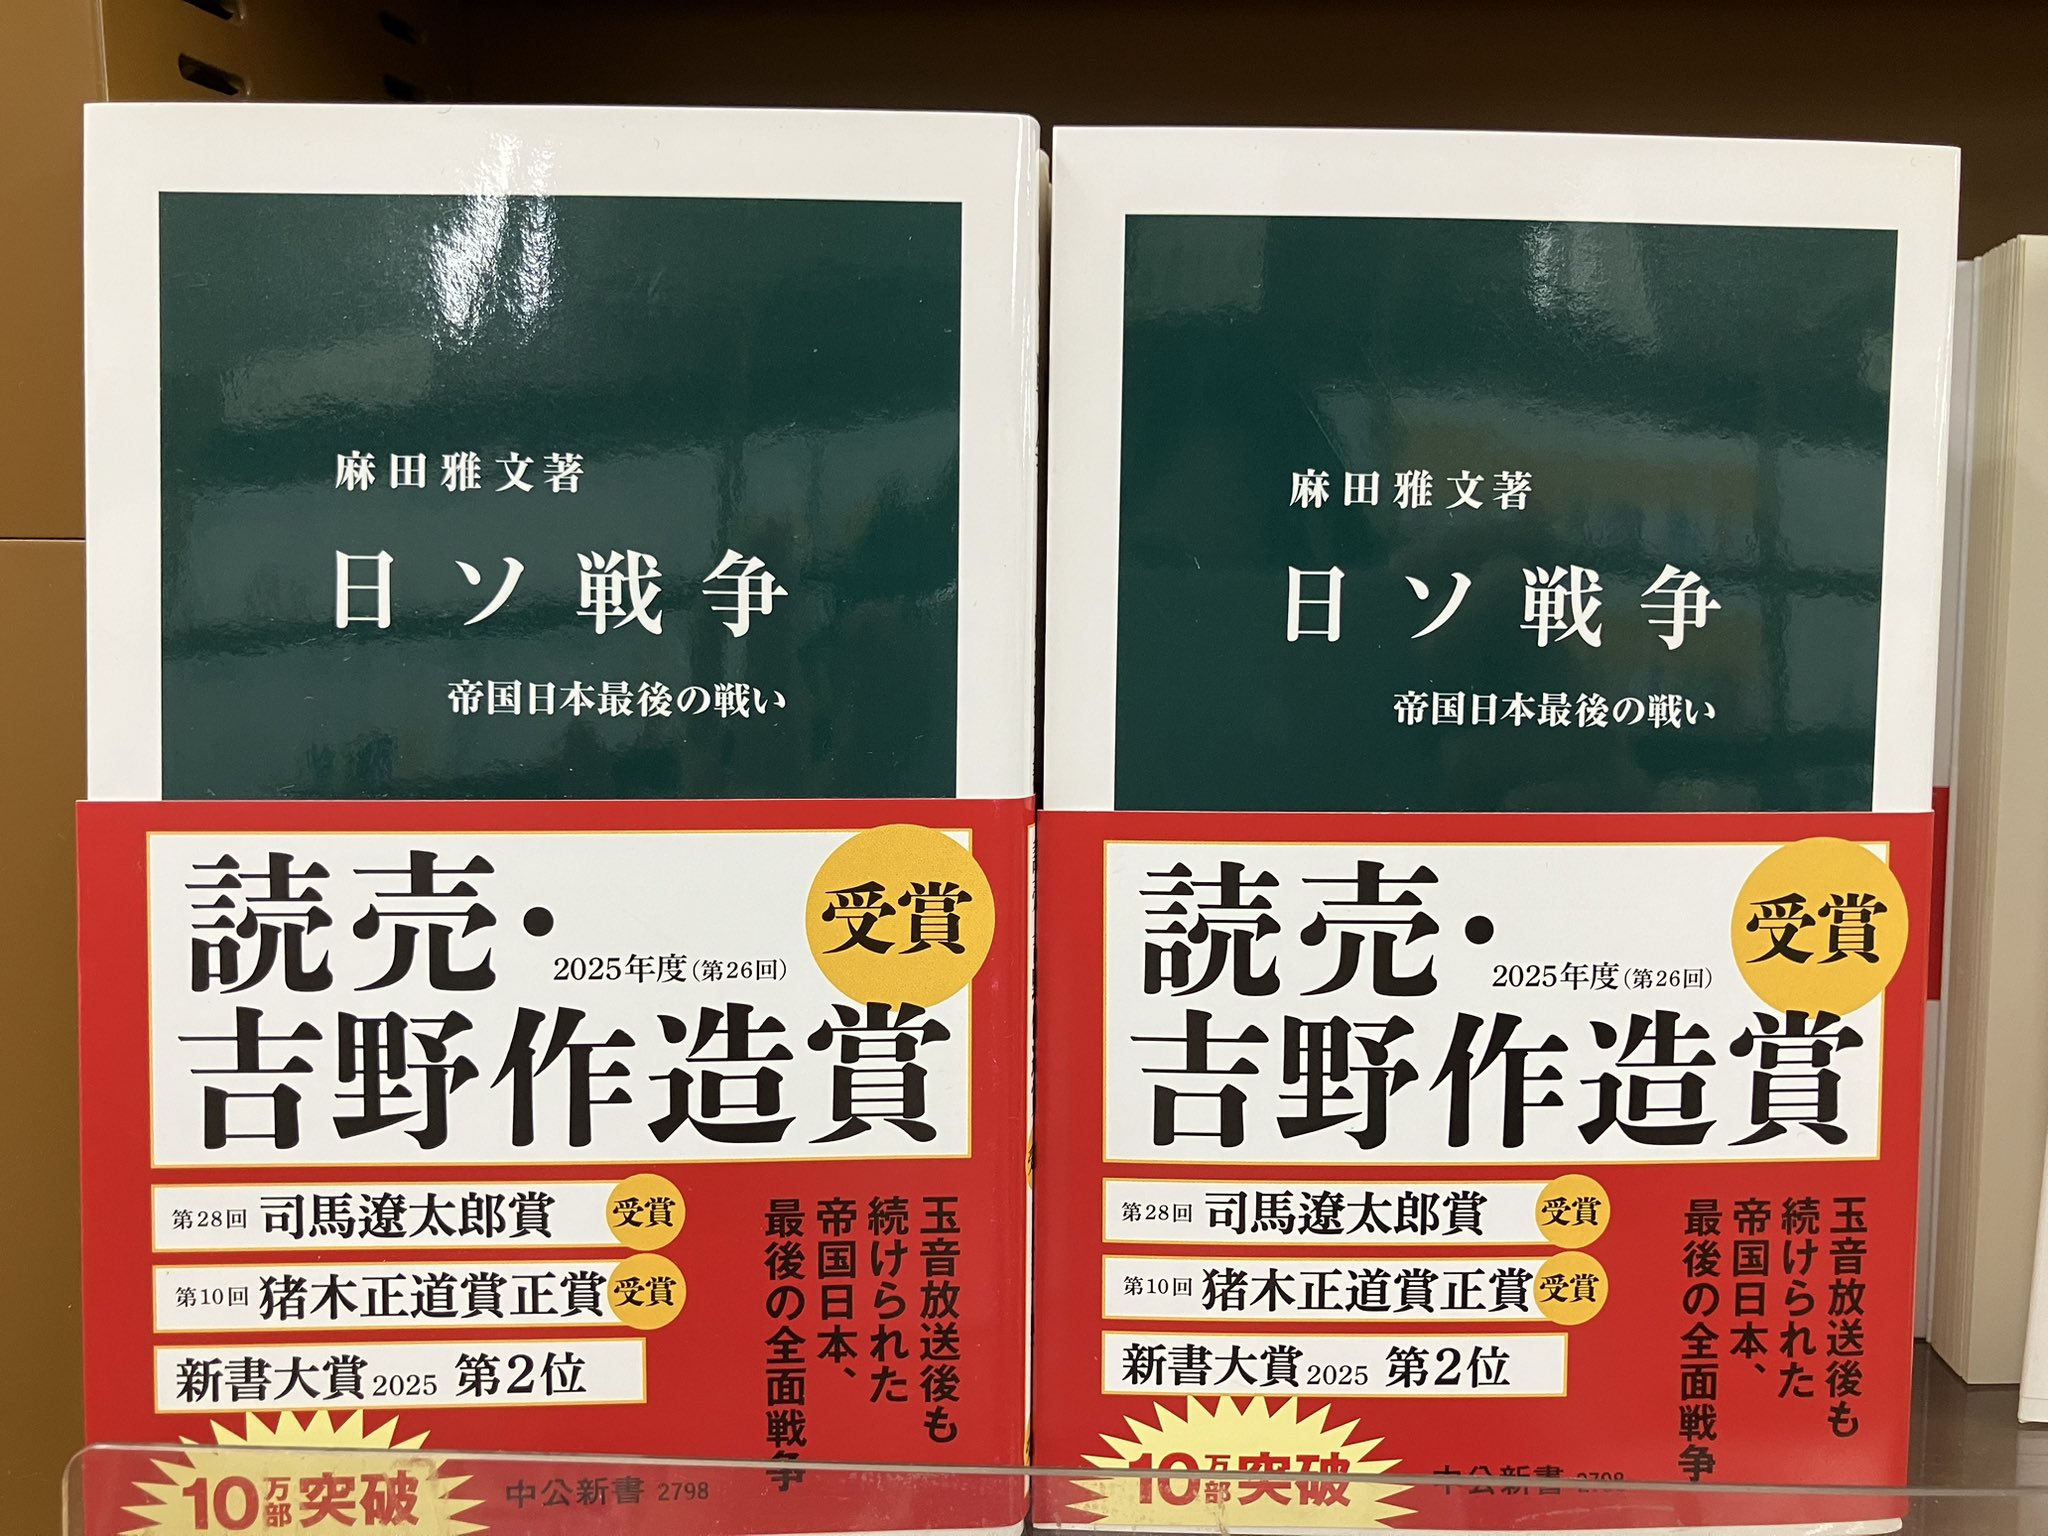 麻田雅文著
日ソ戦争
帝国日本最後の戦い
読売・
2025年度(第26回)
受賞
吉野作造賞
第28回 司馬遼太郎賞 受賞
第10回 猪木正道賞正賞 受賞
新書大賞2025 第2位
玉音放送後も
続けられた
帝国日本、
最後の全面戦争
10万部突破
中公新書 2798
麻田雅文著
日ソ戦争
帝国日本最後の戦い
読売・
2025年度(第26回)
受賞
吉野作造賞
第28回 司馬遼太郎賞 受賞
第10回 猪木正道賞正賞 受賞
新書大賞2025 第2位
玉音放送後も
続けられた
帝国日本、
最後の全面戦争
10万部突破
中公新書 2798